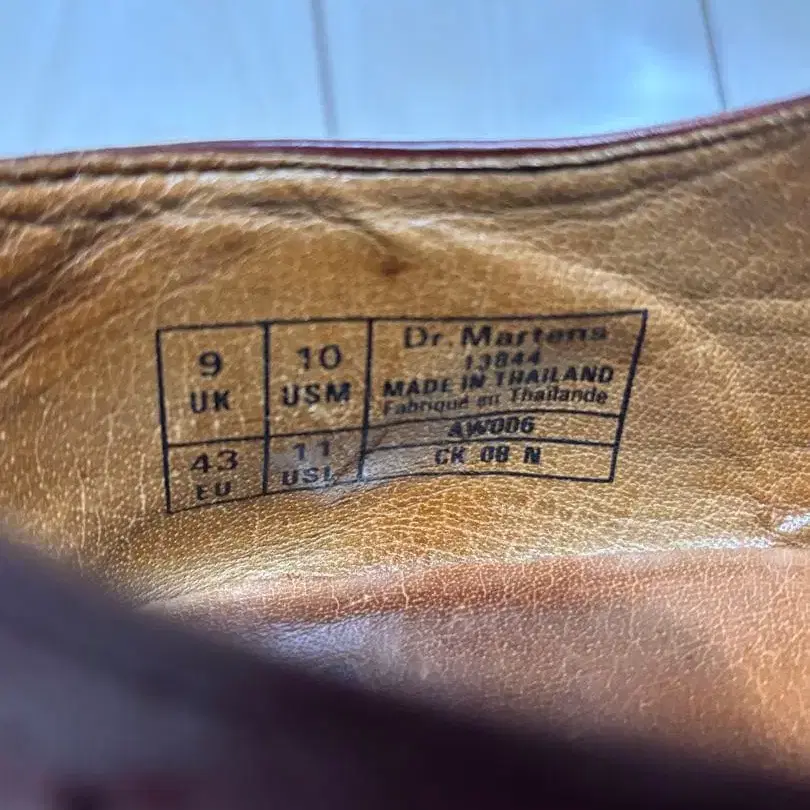 9
UK
10
USM
43
EU
11
USL
Dr. Martens
13844
MADE IN THAILAND
Fabriqué en Thaïlande
AW006
CK 08 N